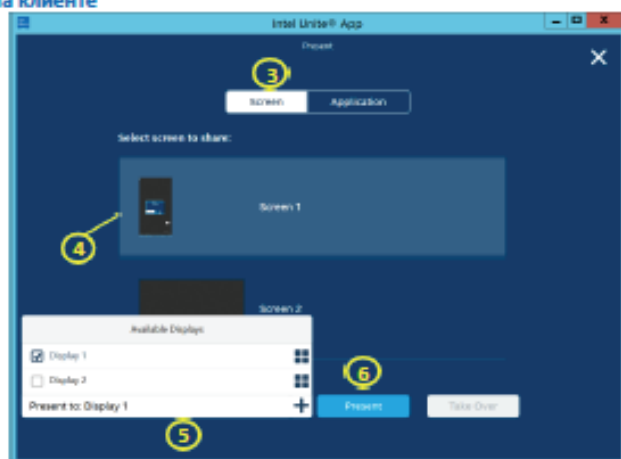 на клиенте
Intel Unite® App
Present
3
Screen Application
Select screen to share:
Screen 1
4
Screen 2
Available Displays
Display 1
Display 2
6
Present to: Display 1
Present Take Over
5